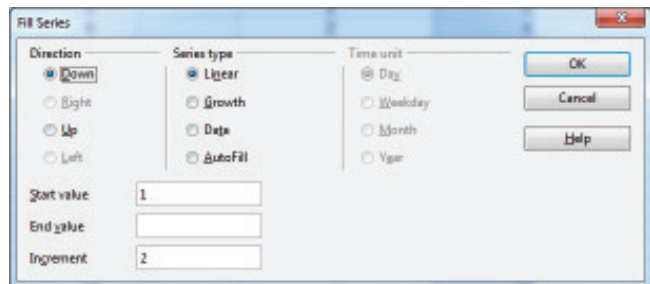 Fill Series
Direction
Down
Right
Up
Left
Series type
Linear
Growth
Date
AutoFill
Time unit
Day
Weekday
Month
Year
OK
Cancel
Help
Start value 1
End value
Increment 2